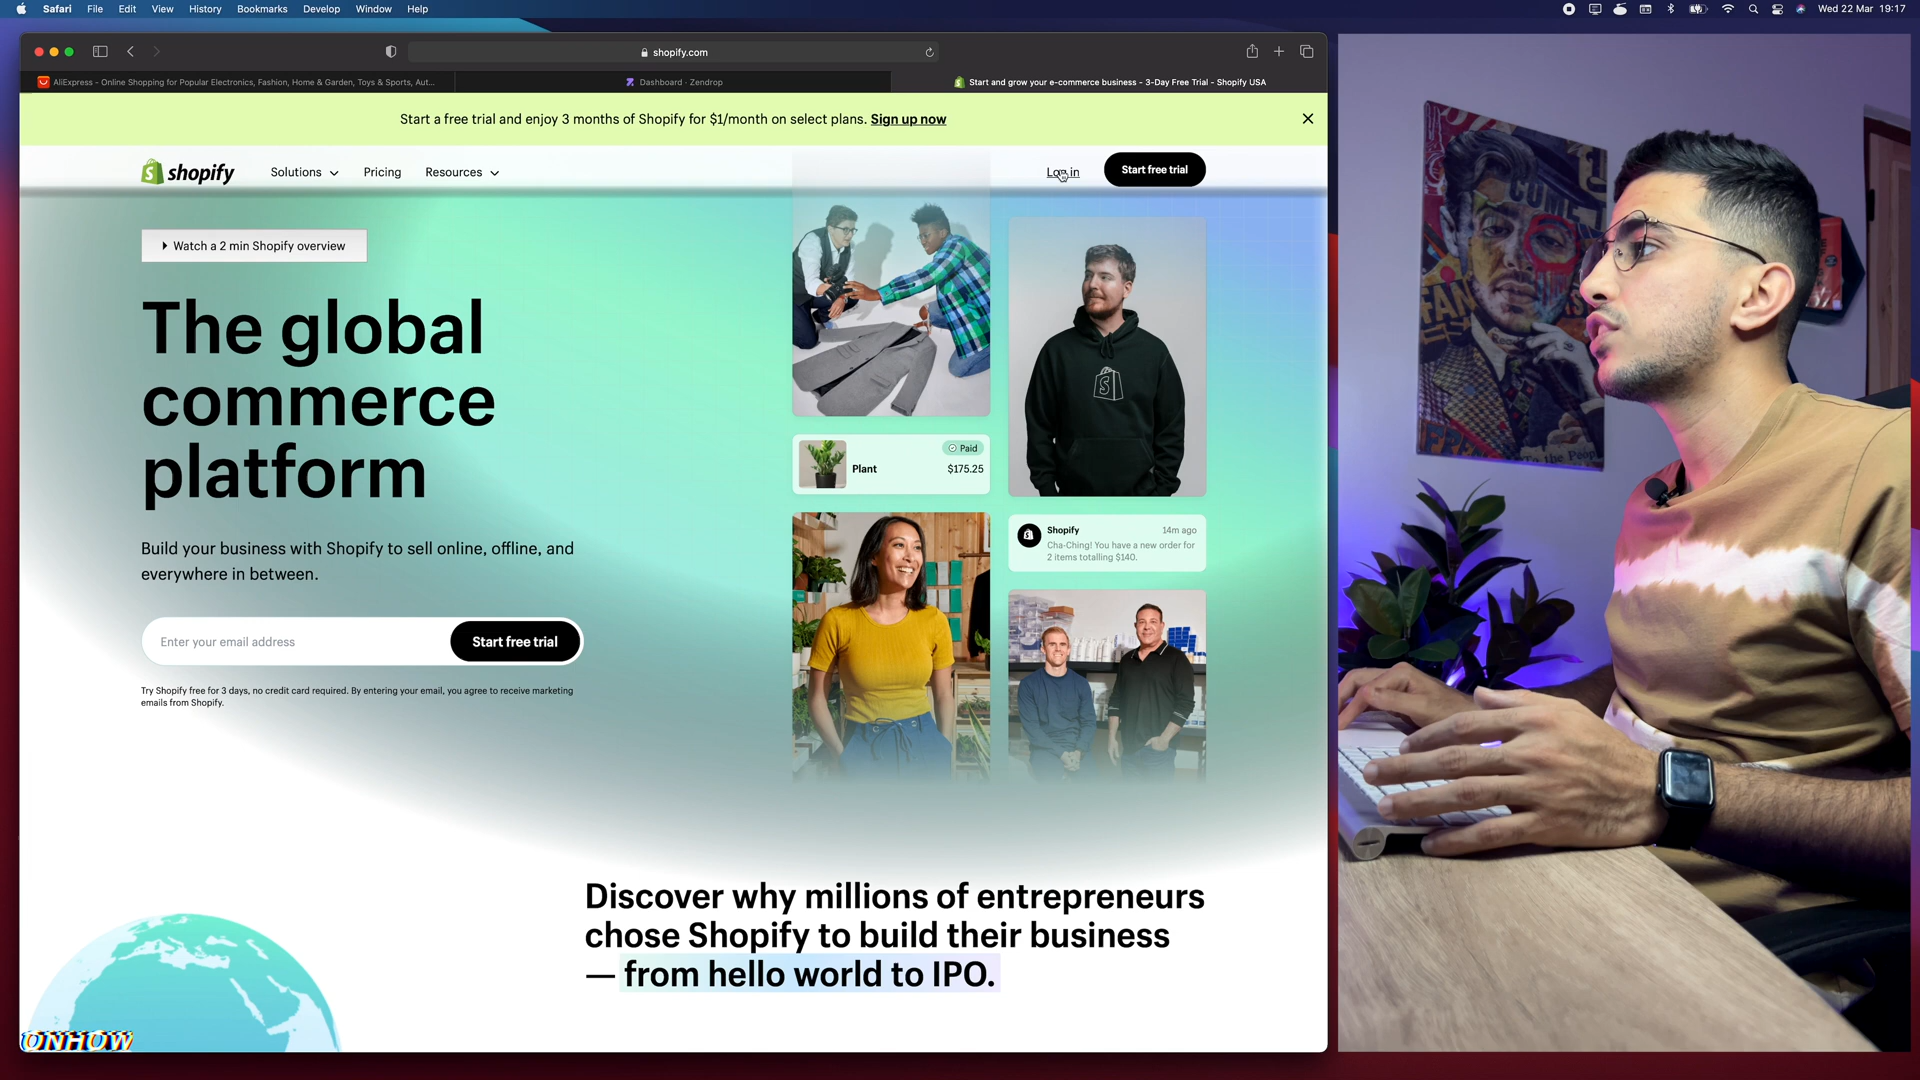 Safari File Edit View History Bookmarks Develop Window Help
Wed 22 Mar 19:17
shopify.com
AliExpress - Online Shopping for Popular Electronics, Fashion, Home & Garden, Toys & Sports, Aut...
Dashboard · Zendrop
Start and grow your e-commerce business - 3-Day Free Trial - Shopify USA
Start a free trial and enjoy 3 months of Shopify for $1/month on select plans. Sign up now
shopify
Solutions
Pricing
Resources
Log in
Start free trial
Watch a 2 min Shopify overview
The global
commerce
platform
Build your business with Shopify to sell online, offline, and
everywhere in between.
Enter your email address
Start free trial
Try Shopify free for 3 days, no credit card required. By entering your email, you agree to receive marketing
emails from Shopify.
Paid
Plant
$175.25
Shopify
14m ago
Cha-Ching! You have a new order for
2 items totalling $140.
Discover why millions of entrepreneurs
chose Shopify to build their business
— from hello world to IPO.
ONHOW
COME
FAN
to the People